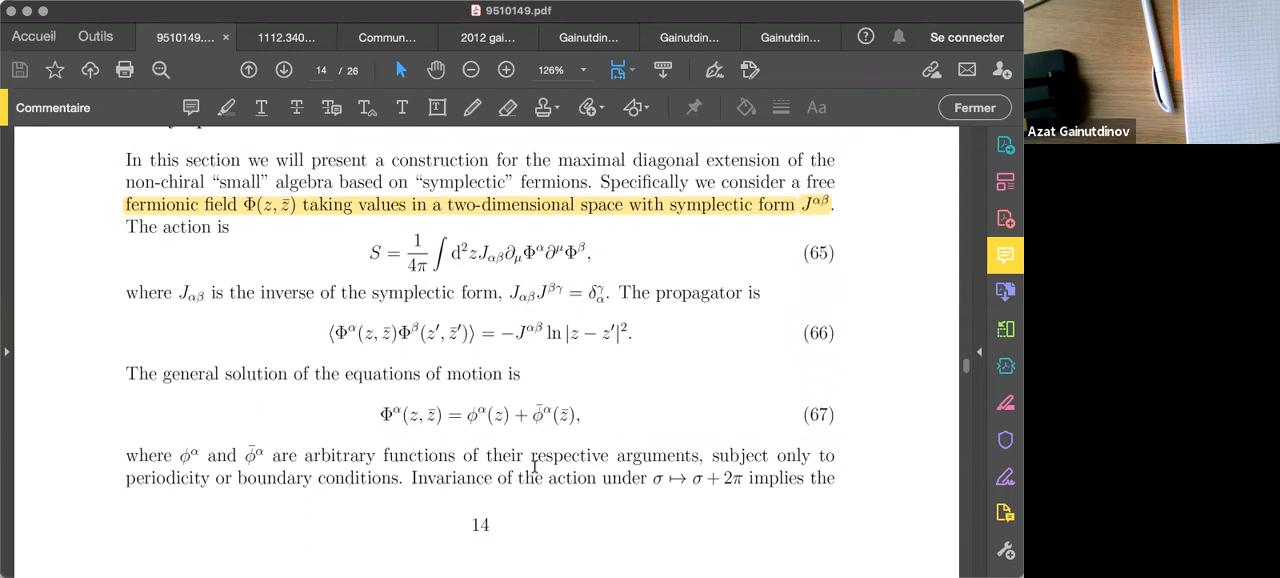 9510149.pdf
Accueil
Outils
9510149.... ×
1112.340...
Commun...
2012 gai...
Gainutdin...
Gainutdin...
Gainutdin...
Se connecter
14 / 26
126%
Commentaire
Fermer
Azat Gainutdinov
In this section we will present a construction for the maximal diagonal extension of the
non-chiral “small” algebra based on “symplectic” fermions. Specifically we consider a free
fermionic field Φ(z, z̄) taking values in a two-dimensional space with symplectic form J^{αβ}.
The action is
S = \frac{1}{4π} ∫ d²z J_{αβ} ∂_μ Φ^α ∂^μ Φ^β, (65)
where J_{αβ} is the inverse of the symplectic form, J_{αβ}J^{βγ} = δ_α^γ. The propagator is
⟨Φ^α(z, z̄)Φ^β(z′, z̄′)⟩ = −J^{αβ} ln |z − z′|². (66)
The general solution of the equations of motion is
Φ^α(z, z̄) = ϕ^α(z) + ϕ̄^α(z̄), (67)
where ϕ^α and ϕ̄^α are arbitrary functions of their respective arguments, subject only to
periodicity or boundary conditions. Invariance of the action under σ ↦ σ + 2π implies the
14